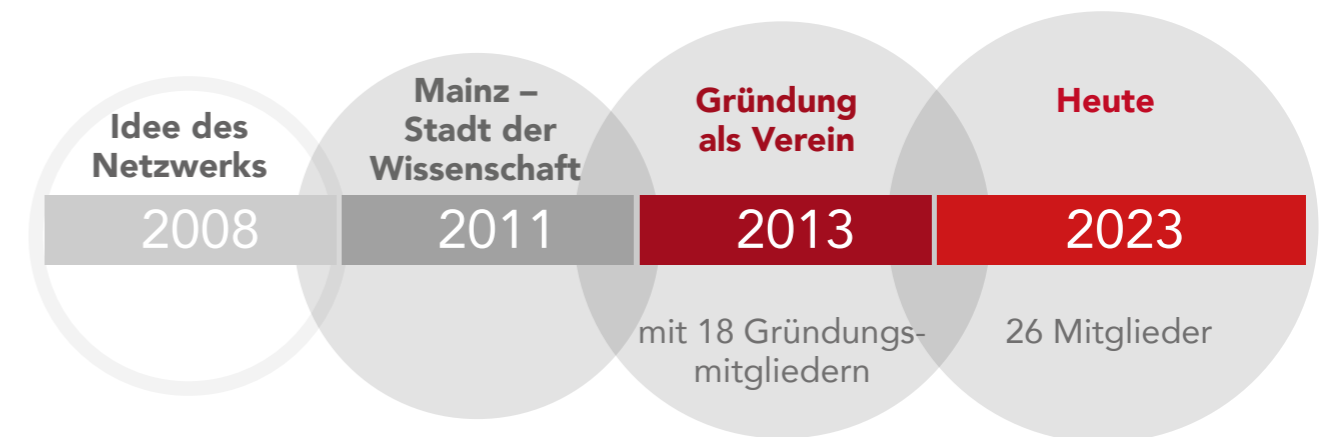 Idee des
Netzwerks
2008
Mainz –
Stadt der
Wissenschaft
2011
Gründung
als Verein
2013
mit 18 Gründungs-
mitgliedern
Heute
2023
26 Mitglieder